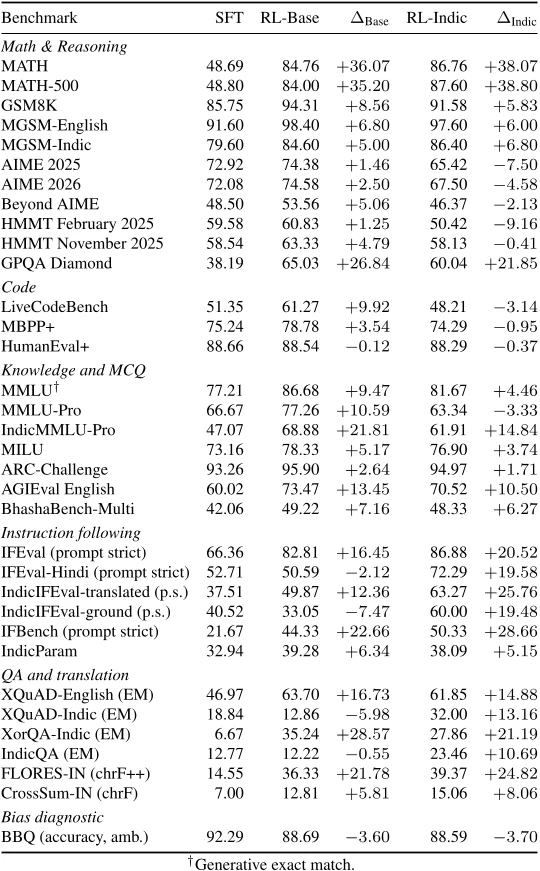 Benchmark SFT RL-Base Δ_Base RL-Indic Δ_Indic
Math & Reasoning
MATH 48.69 84.76 +36.07 86.76 +38.07
MATH-500 48.80 84.00 +35.20 87.60 +38.80
GSM8K 85.75 94.31 +8.56 91.58 +5.83
MGSM-English 91.60 98.40 +6.80 97.60 +6.00
MGSM-Indic 79.60 84.60 +5.00 86.40 +6.80
AIME 2025 72.92 74.38 +1.46 65.42 −7.50
AIME 2026 72.08 74.58 +2.50 67.50 −4.58
Beyond AIME 48.50 53.56 +5.06 46.37 −2.13
HMMT February 2025 59.58 60.83 +1.25 50.42 −9.16
HMMT November 2025 58.54 63.33 +4.79 58.13 −0.41
GPQA Diamond 38.19 65.03 +26.84 60.04 +21.85
Code
LiveCodeBench 51.35 61.27 +9.92 48.21 −3.14
MBPP+ 75.24 78.78 +3.54 74.29 −0.95
HumanEval+ 88.66 88.54 −0.12 88.29 −0.37
Knowledge and MCQ
MMLU† 77.21 86.68 +9.47 81.67 +4.46
MMLU-Pro 66.67 77.26 +10.59 63.34 −3.33
IndicMMLU-Pro 47.07 68.88 +21.81 61.91 +14.84
MILU 73.16 78.33 +5.17 76.90 +3.74
ARC-Challenge 93.26 95.90 +2.64 94.97 +1.71
AGIEval English 60.02 73.47 +13.45 70.52 +10.50
BhashaBench-Multi 42.06 49.22 +7.16 48.33 +6.27
Instruction following
IFEval (prompt strict) 66.36 82.81 +16.45 86.88 +20.52
IFEval-Hindi (prompt strict) 52.71 50.59 −2.12 72.29 +19.58
IndicIFEval-translated (p.s.) 37.51 49.87 +12.36 63.27 +25.76
IndicIFEval-ground (p.s.) 40.52 33.05 −7.47 60.00 +19.48
IFBench (prompt strict) 21.67 44.33 +22.66 50.33 +28.66
IndicParam 32.94 39.28 +6.34 38.09 +5.15
QA and translation
XQuAD-English (EM) 46.97 63.70 +16.73 61.85 +14.88
XQuAD-Indic (EM) 18.84 12.86 −5.98 32.00 +13.16
XorQA-Indic (EM) 6.67 35.24 +28.57 27.86 +21.19
IndicQA (EM) 12.77 12.22 −0.55 23.46 +10.69
FLORES-IN (chrF++) 14.55 36.33 +21.78 39.37 +24.82
CrossSum-IN (chrF) 7.00 12.81 +5.81 15.06 +8.06
Bias diagnostic
BBQ (accuracy, amb.) 92.29 88.69 −3.60 88.59 −3.70
†Generative exact match.